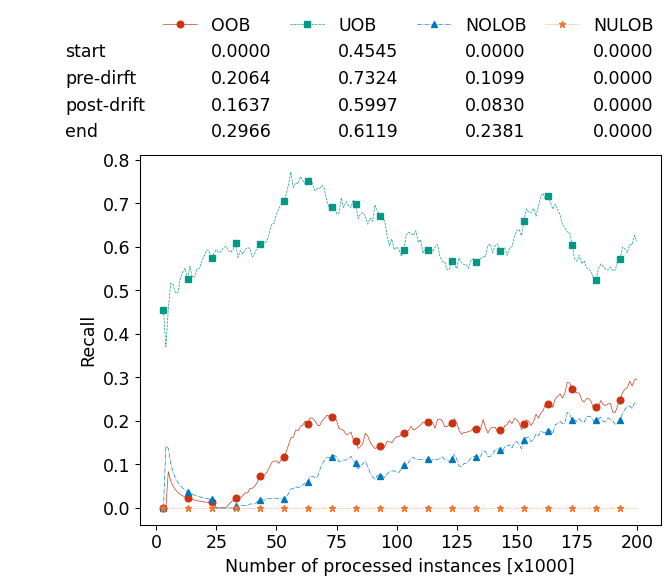 OOB UOB NOLOB NULOB
start 0.0000 0.4545 0.0000 0.0000
pre-dirft 0.2064 0.7324 0.1099 0.0000
post-drift 0.1637 0.5997 0.0830 0.0000
end 0.2966 0.6119 0.2381 0.0000
0.8
0.7
0.6
0.5
0.4
0.3
0.2
0.1
0.0
Recall
0 25 50 75 100 125 150 175 200
Number of processed instances [x1000]